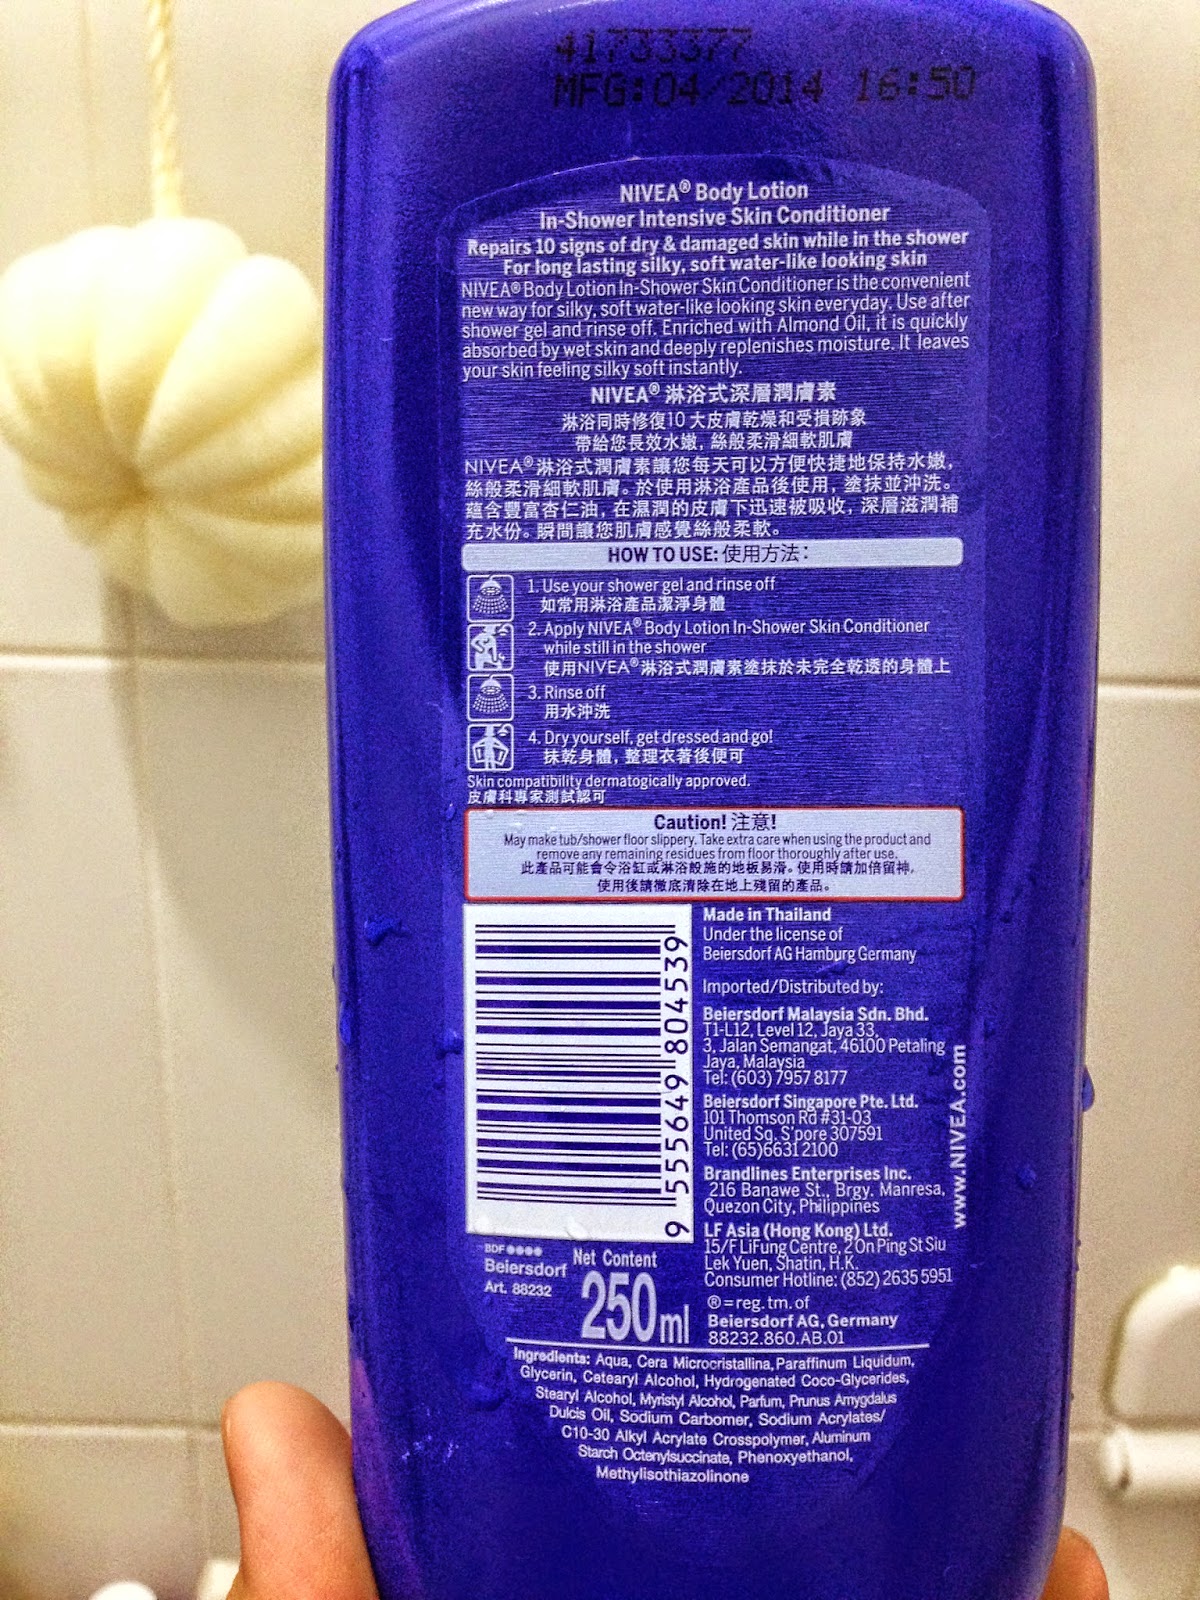 41733377
MFG:04/2014 16:50
NIVEA® Body Lotion
In-Shower Intensive Skin Conditioner
Repairs 10 signs of dry & damaged skin while in the shower
For long lasting silky, soft water-like looking skin
NIVEA® Body Lotion In-Shower Skin Conditioner is the convenient
new way for silky, soft water-like looking skin everyday. Use after
shower gel and rinse off. Enriched with Almond Oil, it is quickly
absorbed by wet skin and deeply replenishes moisture. It leaves
your skin feeling silky soft instantly.
NIVEA® 淋浴式深層潤膚素
淋浴同時修復10 大皮膚乾燥和受損跡象
帶給您長效水嫩, 絲般柔滑細軟肌膚
NIVEA® 淋浴式潤膚素讓您每天可以方便快捷地保持水嫩,
絲般柔滑細軟肌膚。於使用淋浴產品後使用, 塗抹並沖洗。
蘊含豐富杏仁油, 在濕潤的皮膚下迅速被吸收, 深層滋潤補
充水份。瞬間讓您肌膚感覺絲般柔軟。
HOW TO USE: 使用方法:
1. Use your shower gel and rinse off
如常用淋浴產品潔淨身體
2. Apply NIVEA® Body Lotion In-Shower Skin Conditioner
while still in the shower
使用NIVEA® 淋浴式潤膚素塗抹於未完全乾透的身體上
3. Rinse off
用水沖洗
4. Dry yourself, get dressed and go!
抹乾身體, 整理衣著後便可
Skin compatibility dermatogically approved.
皮膚科專家測試認可
Caution! 注意!
May make tub/shower floor slippery. Take extra care when using the product and
remove any remaining residues from floor thoroughly after use.
此產品可能會令浴缸或淋浴設施的地板易滑。使用時請加倍留神,
使用後請徹底清除在地上殘留的產品。
9 555649 804539
Made in Thailand
Under the license of
Beiersdorf AG Hamburg Germany
Imported/Distributed by:
Beiersdorf Malaysia Sdn. Bhd.
T1-L12, Level 12, Jaya 33,
3, Jalan Semangat, 46100 Petaling
Jaya, Malaysia
Tel: (603) 7957 8177
Beiersdorf Singapore Pte. Ltd.
101 Thomson Rd #31-03
United Sq. S'pore 307591
Tel: (65)6631 2100
Brandlines Enterprises Inc.
216 Banawe St., Brgy. Manresa,
Quezon City, Philippines
LF Asia (Hong Kong) Ltd.
15/F LiFung Centre, 2 On Ping St Siu
Lek Yuen, Shatin, H.K.
Consumer Hotline: (852) 2635 5951
® = reg. tm. of
Beiersdorf AG, Germany
88232.860.AB.01
www.NIVEA.com
BDF ●●●●
Beiersdorf
Art. 88232
Net Content
250 ml
Ingredients: Aqua, Cera Microcristallina, Paraffinum Liquidum,
Glycerin, Cetearyl Alcohol, Hydrogenated Coco-Glycerides,
Stearyl Alcohol, Myristyl Alcohol, Parfum, Prunus Amygdalus
Dulcis Oil, Sodium Carbomer, Sodium Acrylates/
C10-30 Alkyl Acrylate Crosspolymer, Aluminum
Starch Octenylsuccinate, Phenoxyethanol,
Methylisothiazolinone